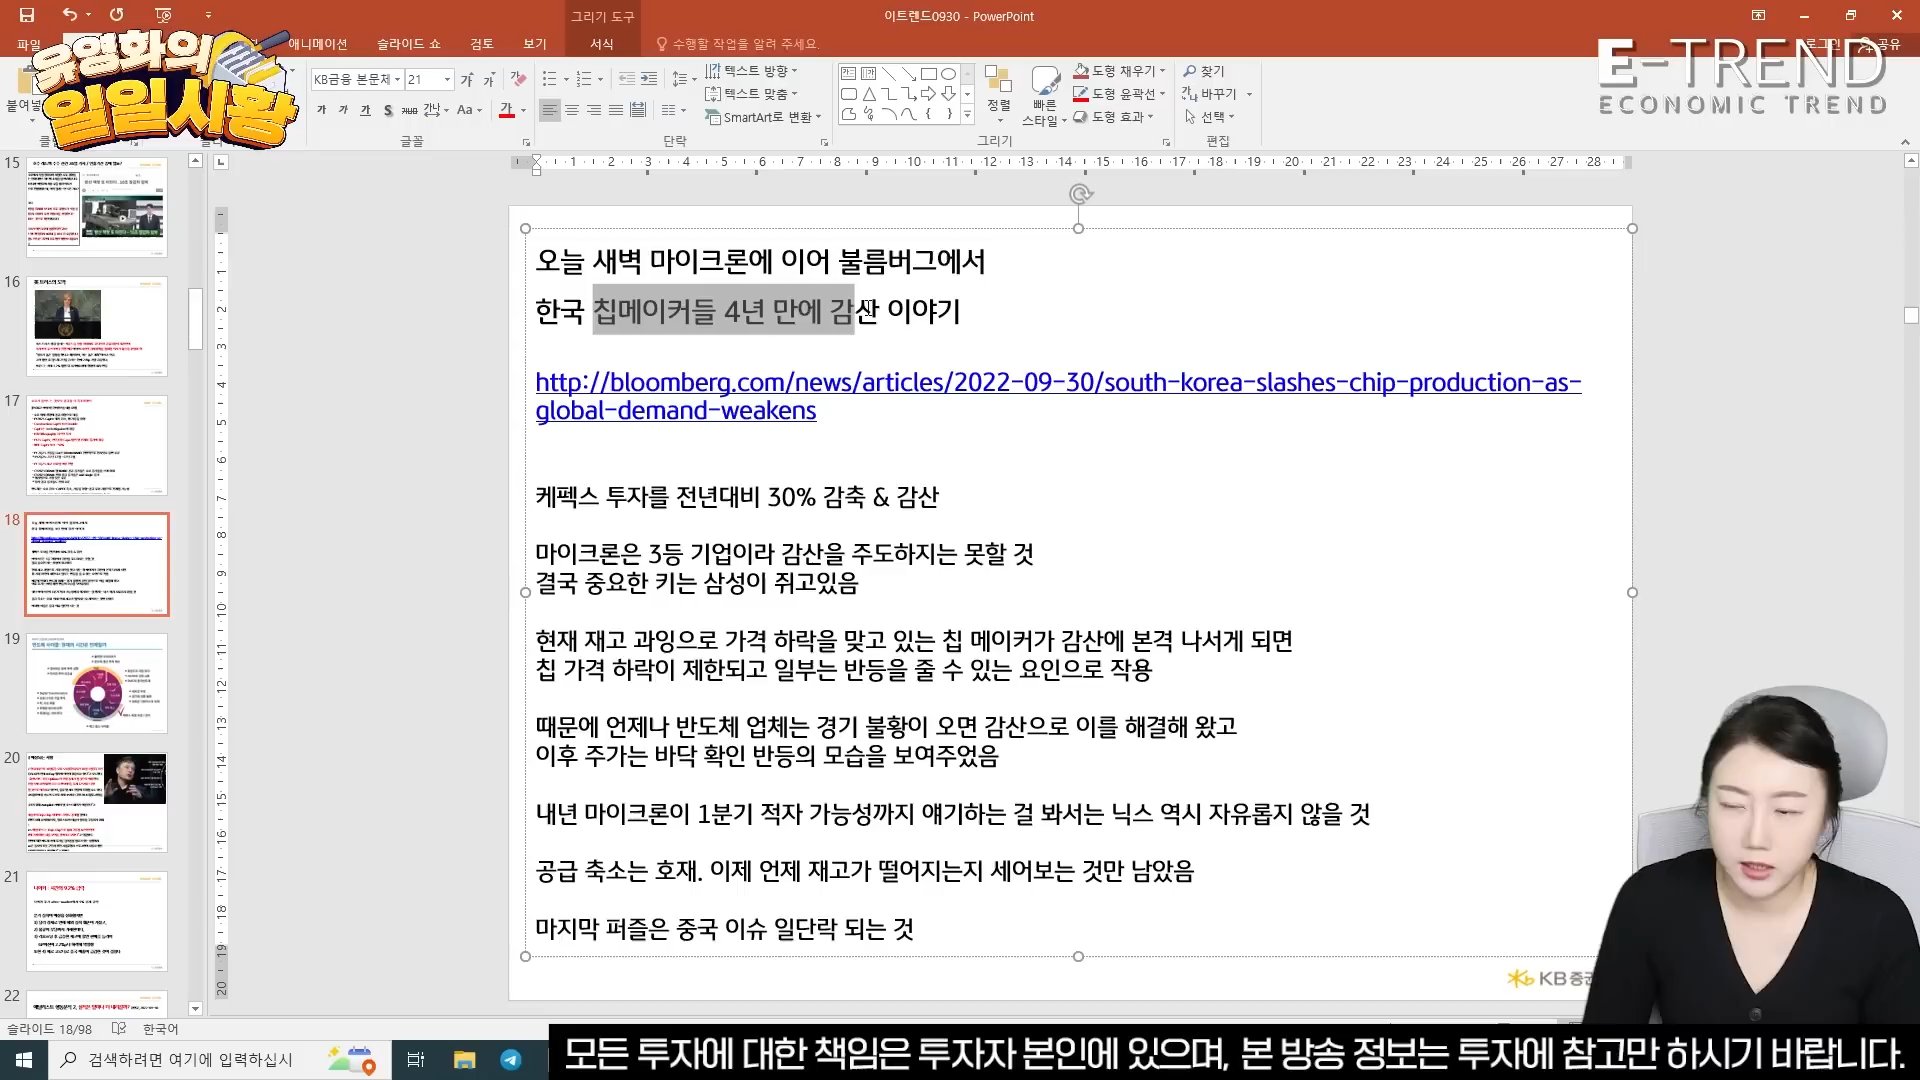 그리기 도구
이트렌드0930 - PowerPoint
파일
애니메이션
슬라이드 쇼
검토
보기
서식
수행할 작업을 알려 주세요.
로그인
공유
유영화의
일일시황
E-TREND
ECONOMIC TREND
KB금융 본문체
21
글꼴
텍스트 방향
텍스트 맞춤
SmartArt로 변환
단락
정렬
빠른
스타일
도형 채우기
도형 윤곽선
도형 효과
그리기
찾기
바꾸기
선택
편집
15
16
17
18
19
20
21
22
오늘 새벽 마이크론에 이어 불름버그에서
한국 칩메이커들 4년 만에 감산 이야기
http://bloomberg.com/news/articles/2022-09-30/south-korea-slashes-chip-production-as-
global-demand-weakens
케펙스 투자를 전년대비 30% 감축 & 감산
마이크론은 3등 기업이라 감산을 주도하지는 못할 것
결국 중요한 키는 삼성이 쥐고있음
현재 재고 과잉으로 가격 하락을 맞고 있는 칩 메이커가 감산에 본격 나서게 되면
칩 가격 하락이 제한되고 일부는 반등을 줄 수 있는 요인으로 작용
때문에 언제나 반도체 업체는 경기 불황이 오면 감산으로 이를 해결해 왔고
이후 주가는 바닥 확인 반등의 모습을 보여주었음
내년 마이크론이 1분기 적자 가능성까지 얘기하는 걸 봐서는 닉스 역시 자유롭지 않을 것
공급 축소는 호재. 이제 언제 재고가 떨어지는지 세어보는 것만 남았음
마지막 퍼즐은 중국 이슈 일단락 되는 것
KB증권
슬라이드 18/98
한국어
검색하려면 여기에 입력하십시
모든 투자에 대한 책임은 투자자 본인에 있으며, 본 방송 정보는 투자에 참고만 하시기 바랍니다.